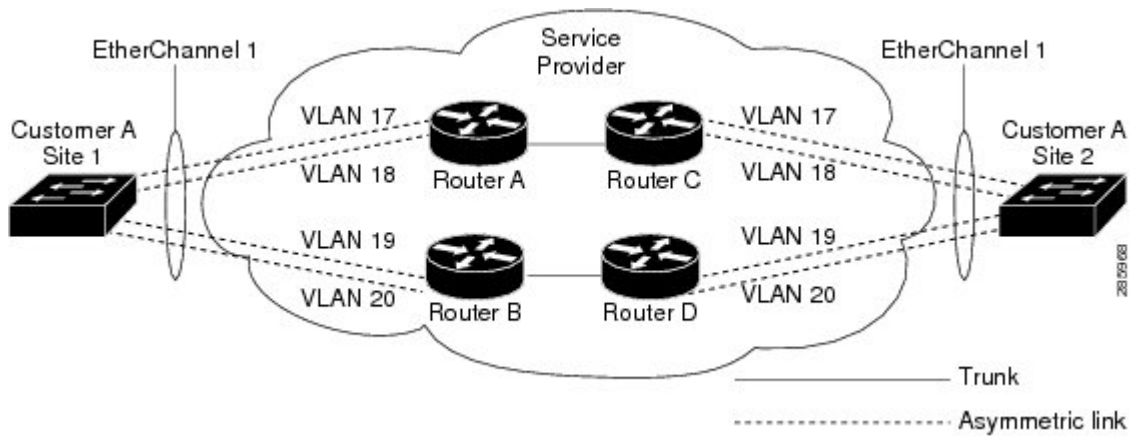 Service
Provider
EtherChannel 1
EtherChannel 1
VLAN 17
VLAN 17
Customer A
Site 1
Customer A
Site 2
VLAN 18
VLAN 18
Router A
Router C
VLAN 19
VLAN 19
VLAN 20
VLAN 20
Router B
Router D
285968
Trunk
Asymmetric link